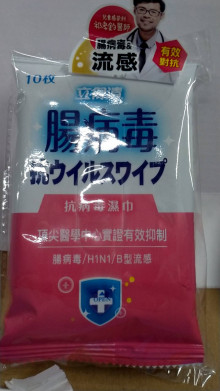 腸病毒&
流感
有效
對抗
10枚
腸病毒
抗ウイルスワイプ
抗病毒濕巾
頂尖醫學中心實證有效抑制
腸病毒/H1N1/B型流感